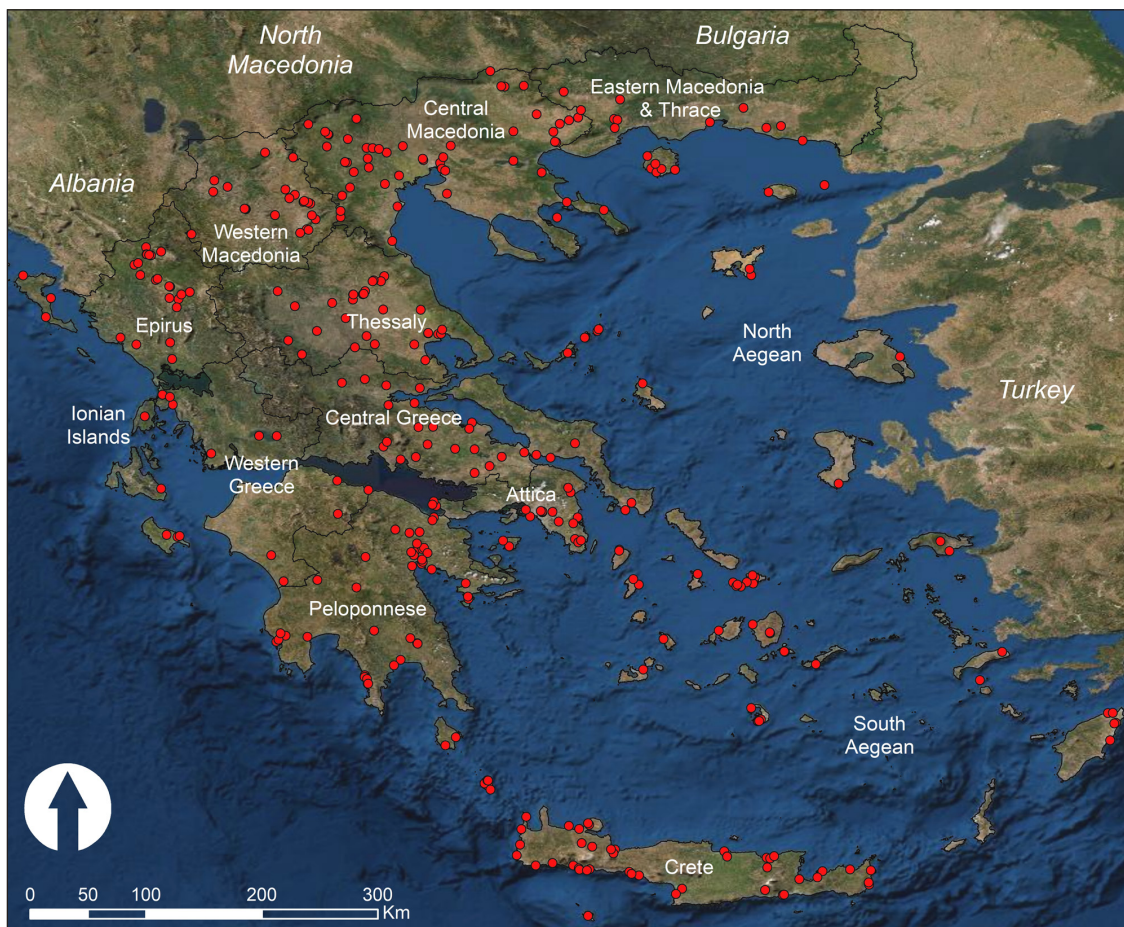 North
Macedonia
Bulgaria
Eastern Macedonia
& Thrace
Central
Macedonia
Albania
Western
Macedonia
Epirus
Thessaly
North
Aegean
Turkey
Ionian
Islands
Central Greece
Western
Greece
Attica
Peloponnese
South
Aegean
Crete
0 50 100 200 300
Km